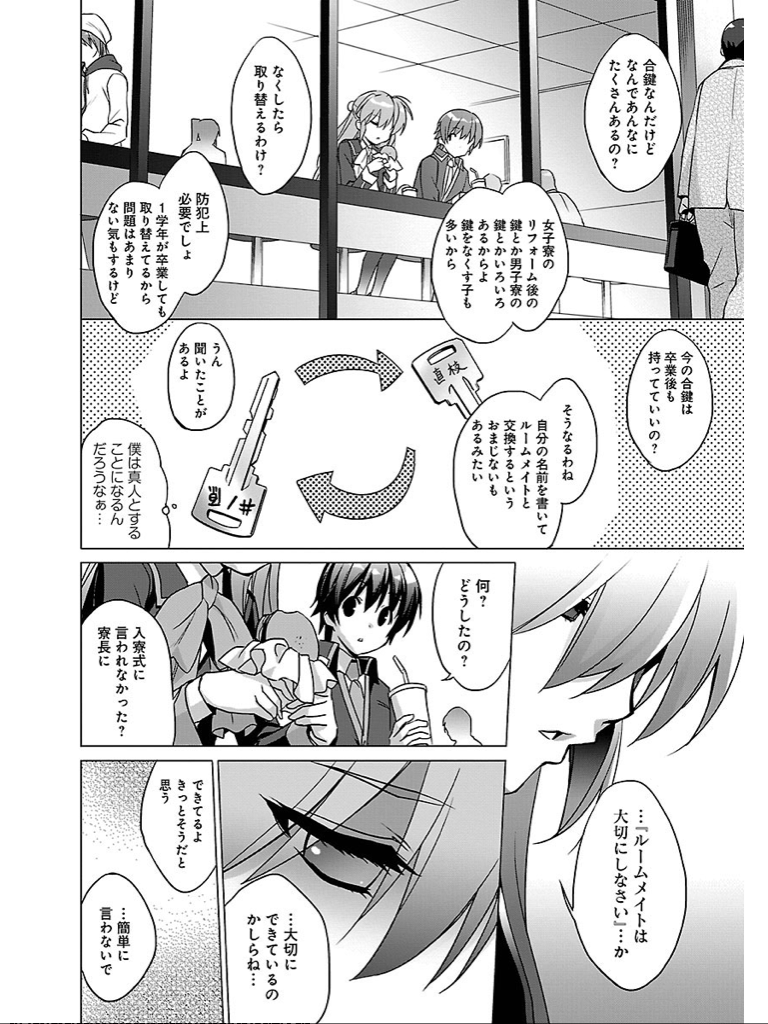 合鍵なんだけど
なんであんなに
たくさんあるの？
女子寮の
リフォーム後の
鍵とか男子寮の
鍵とかいろいろ
あるからよ
鍵をなくす子も
多いから
なくしたら
取り替えるわけ？
防犯上
必要でしょ
１学年が卒業しても
取り替えてるから
問題はあまり
ない気もするけど
今の合鍵は
卒業後も
持ってていいの？
そうなるわね
自分の名前を書いて
ルームメイトと
交換するという
おまじないも
あるみたい
直枝
井ノ原
うん
聞いたことが
あるよ
僕は真人とする
ことになるん
だろうなぁ…
…『ルームメイトは
大切にしなさい』…か
何？
どうしたの？
入寮式に
言われなかった？
寮長に
…大切に
できているの
かしらね…
できてるよ
きっとそうだと
思う
…簡単に
言わないで